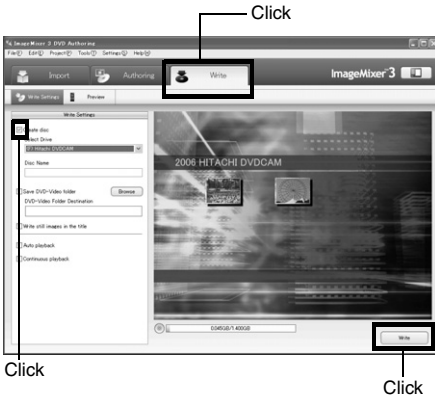 Click
ImageMixer 3 DVD Authoring
File(F) Edit(E) Project(P) Tools(T) Settings(S) Help(H)
Import
Authoring
Write
ImageMixer 3
Write Settings
Preview
Write Settings
Create disc
Select Drive
Hitachi DVDCAM
Disc Name
Save DVD-Video folder
Browse
DVD-Video Folder Destination
Write still images in the title
Auto playback
Continuous playback
2006 HITACHI DVDCAM
0.045GB/1.400GB
Write
Click
Click